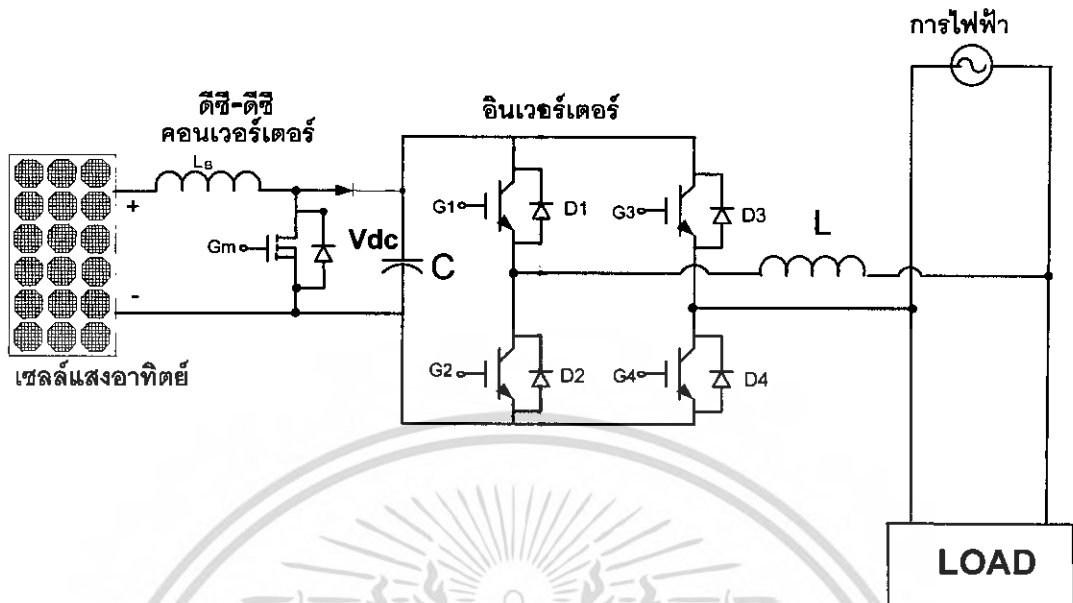 การไฟฟ้า
ดีซี-ดีซี
คอนเวอร์เตอร์
อินเวอร์เตอร์
LB
G1
D1
G3
D3
L
+
Gm
Vdc
C
-
G2
D2
G4
D4
เซลล์แสงอาทิตย์
LOAD